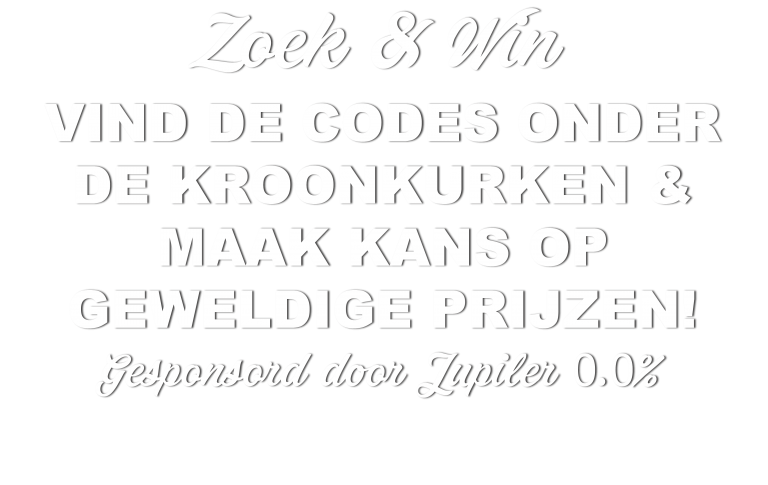 Zoek & Win
VIND DE CODES ONDER
DE KROONKURKEN &
MAAK KANS OP
GEWELDIGE PRIJZEN!
Gesponsord door Jupiler 0.0%